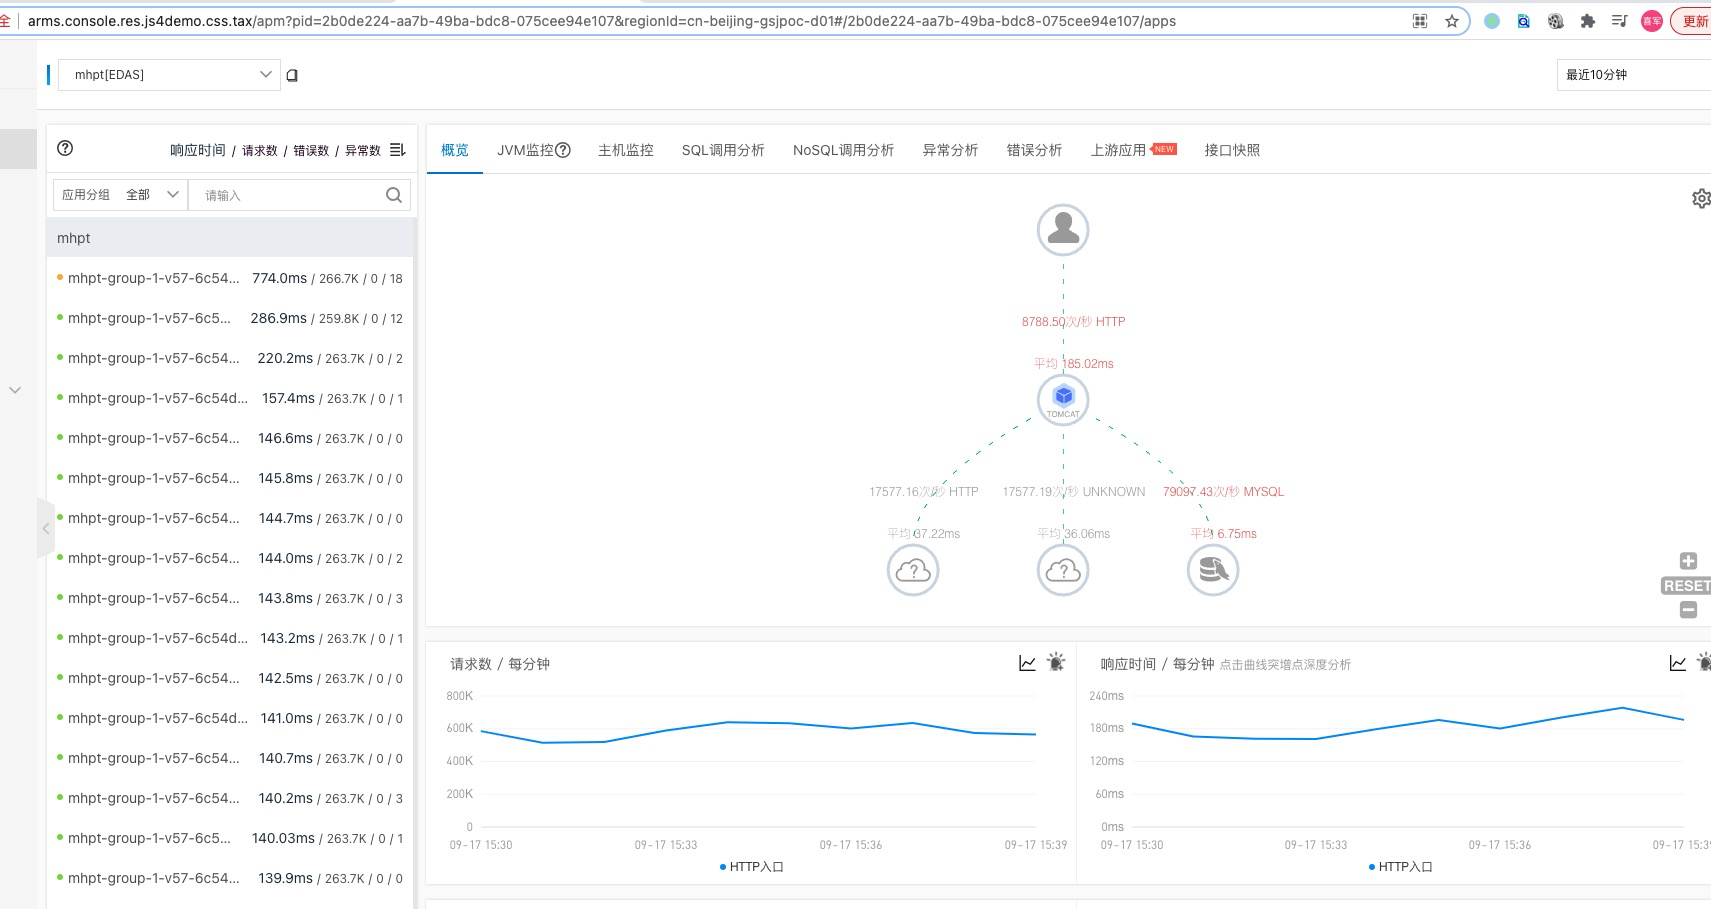 全 arms.console.res.js4demo.css.tax/apm?pid=2b0de224-aa7b-49ba-bdc8-075cee94e107&regionId=cn-beijing-gsjpoc-d01#/2b0de224-aa7b-49ba-bdc8-075cee94e107/apps 喜军 更新
mhpt[EDAS] 最近10分钟
响应时间 / 请求数 / 错误数 / 异常数
应用分组 全部 请输入
mhpt
mhpt-group-1-v57-6c54... 774.0ms / 266.7K / 0 / 18
mhpt-group-1-v57-6c5... 286.9ms / 259.8K / 0 / 12
mhpt-group-1-v57-6c54... 220.2ms / 263.7K / 0 / 2
mhpt-group-1-v57-6c54d... 157.4ms / 263.7K / 0 / 1
mhpt-group-1-v57-6c54... 146.6ms / 263.7K / 0 / 0
mhpt-group-1-v57-6c54... 145.8ms / 263.7K / 0 / 0
mhpt-group-1-v57-6c54... 144.7ms / 263.7K / 0 / 0
mhpt-group-1-v57-6c54... 144.0ms / 263.7K / 0 / 2
mhpt-group-1-v57-6c54... 143.8ms / 263.7K / 0 / 3
mhpt-group-1-v57-6c54d... 143.2ms / 263.7K / 0 / 1
mhpt-group-1-v57-6c54... 142.5ms / 263.7K / 0 / 0
mhpt-group-1-v57-6c54d... 141.0ms / 263.7K / 0 / 0
mhpt-group-1-v57-6c54... 140.7ms / 263.7K / 0 / 0
mhpt-group-1-v57-6c54... 140.2ms / 263.7K / 0 / 3
mhpt-group-1-v57-6c5... 140.03ms / 263.7K / 0 / 1
mhpt-group-1-v57-6c54... 139.9ms / 263.7K / 0 / 0
概览 JVM监控 主机监控 SQL调用分析 NoSQL调用分析 异常分析 错误分析 上游应用 NEW 接口快照
8788.50次/秒 HTTP
平均 185.02ms
TOMCAT
17577.16次/秒 HTTP 17577.19次/秒 UNKNOWN 79097.43次/秒 MYSQL
平均 37.22ms 平均 36.06ms 平均 6.75ms
RESET
请求数 / 每分钟
800K
600K
400K
200K
0
09-17 15:30 09-17 15:33 09-17 15:36 09-17 15:39
HTTP入口
响应时间 / 每分钟 点击曲线突增点深度分析
240ms
180ms
120ms
60ms
0ms
09-17 15:30 09-17 15:33 09-17 15:36 09-17 15:39
HTTP入口